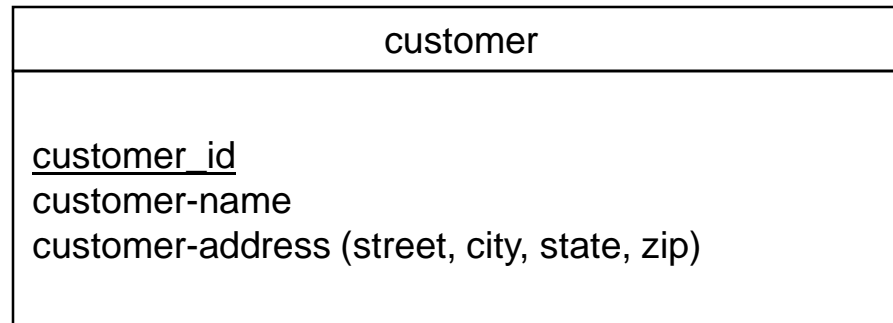 customer
customer_id
customer-name
customer-address (street, city, state, zip)